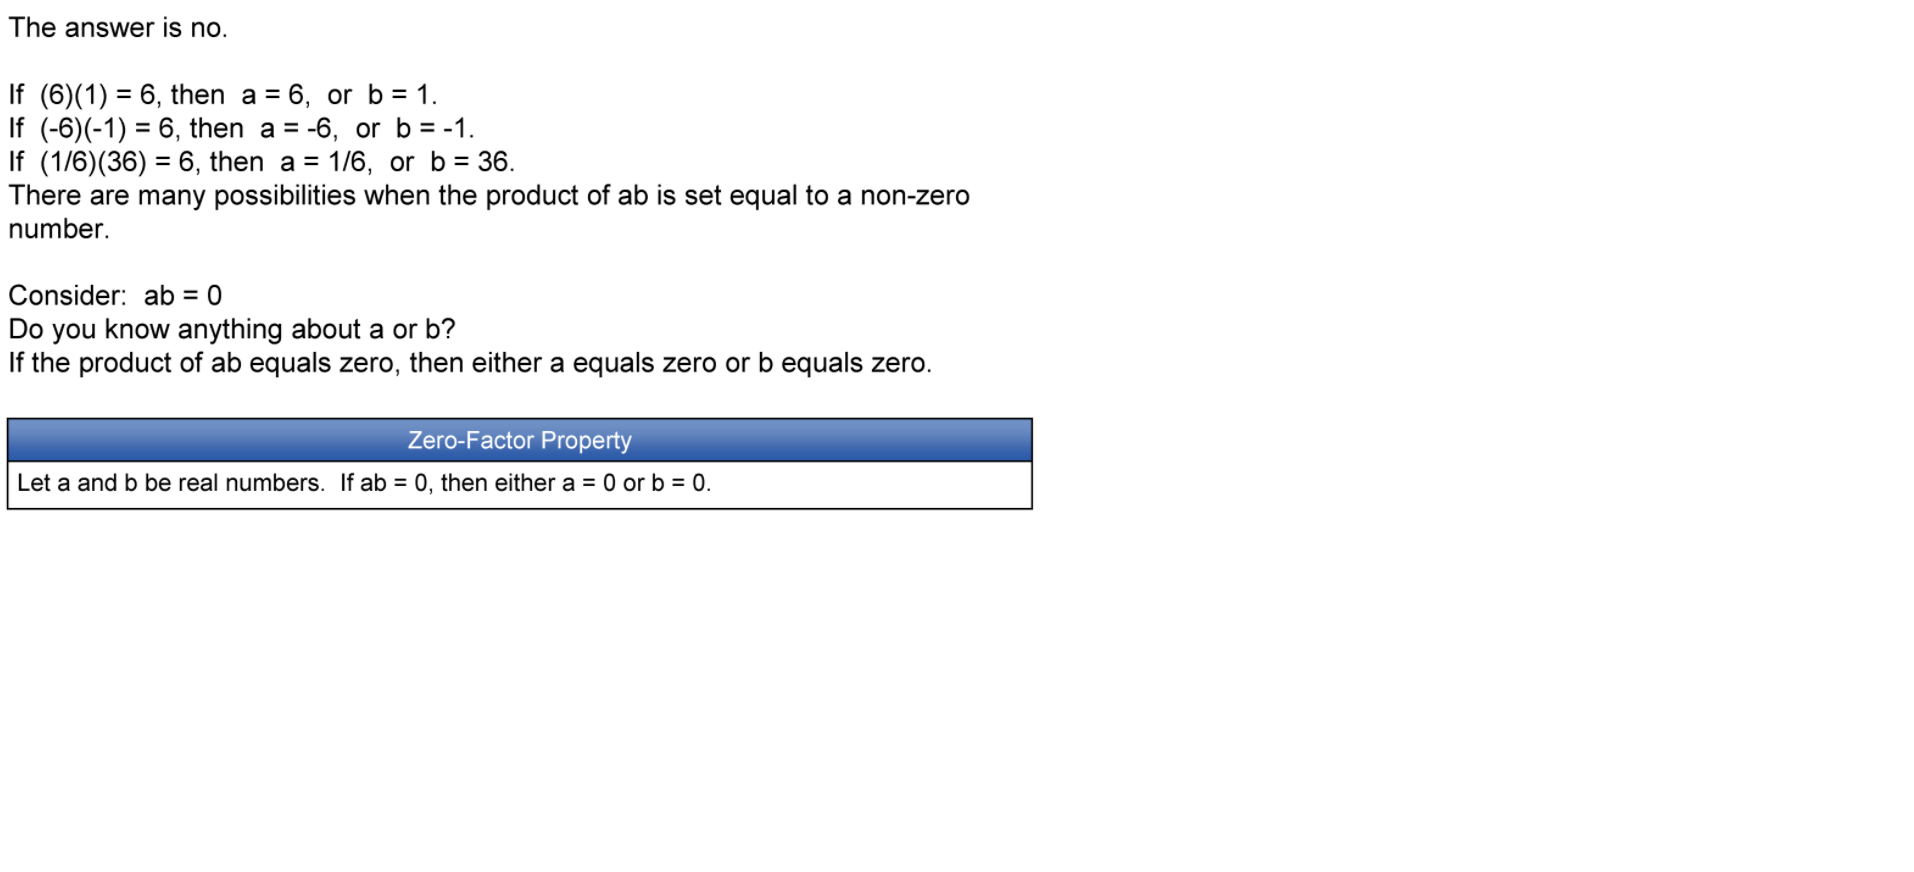 The answer is no.
If (6)(1) = 6, then a = 6, or b = 1.
If (-6)(-1) = 6, then a = -6, or b = -1.
If (1/6)(36) = 6, then a = 1/6, or b = 36.
There are many possibilities when the product of ab is set equal to a non-zero
number.
Consider: ab = 0
Do you know anything about a or b?
If the product of ab equals zero, then either a equals zero or b equals zero.
Zero-Factor Property
Let a and b be real numbers. If ab = 0, then either a = 0 or b = 0.